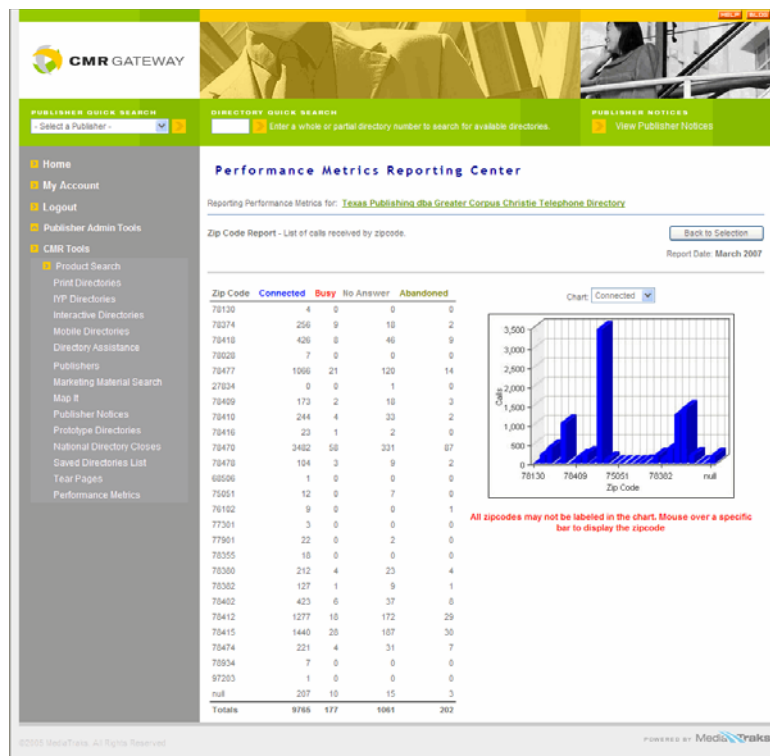 HELP BLOG
CMR GATEWAY
PUBLISHER QUICK SEARCH
- Select a Publisher -
DIRECTORY QUICK SEARCH
Enter a whole or partial directory number to search for available directories.
PUBLISHER NOTICES
View Publisher Notices
Home
My Account
Logout
Publisher Admin Tools
CMR Tools
Product Search
Print Directories
IYP Directories
Interactive Directories
Mobile Directories
Directory Assistance
Publishers
Marketing Material Search
Map It
Publisher Notices
Prototype Directories
National Directory Closes
Saved Directories List
Tear Pages
Performance Metrics
Performance Metrics Reporting Center
Reporting Performance Metrics for: Texas Publishing dba Greater Corpus Christie Telephone Directory
Zip Code Report - List of calls received by zipcode.
Back to Selection
Report Date: March 2007
Zip Code Connected Busy No Answer Abandoned
78130 4 0 0 0
78374 256 9 18 2
78418 426 8 46 9
78028 7 0 0 0
78477 1066 21 120 14
27834 0 0 1 0
78409 173 2 18 3
78410 244 4 33 2
78416 23 1 2 0
78470 3482 58 331 87
78478 104 3 9 2
68506 1 0 0 0
75051 12 0 7 0
76102 9 0 0 1
77301 3 0 0 0
77901 22 0 2 0
78355 18 0 0 0
78380 212 4 23 4
78382 127 1 9 1
78402 423 6 37 8
78412 1277 18 172 29
78415 1440 28 187 30
78474 221 4 31 7
78934 7 0 0 0
97203 1 0 0 0
null 207 10 15 3
Totals 9765 177 1061 202
Chart: Connected
3,500
3,000
2,500
2,000
1,500
1,000
500
0
Calls
78130 78409 75051 78382 null
Zip Code
All zipcodes may not be labeled in the chart. Mouse over a specific
bar to display the zipcode
©2005 MediaTraks. All Rights Reserved
POWERED BY Media Traks